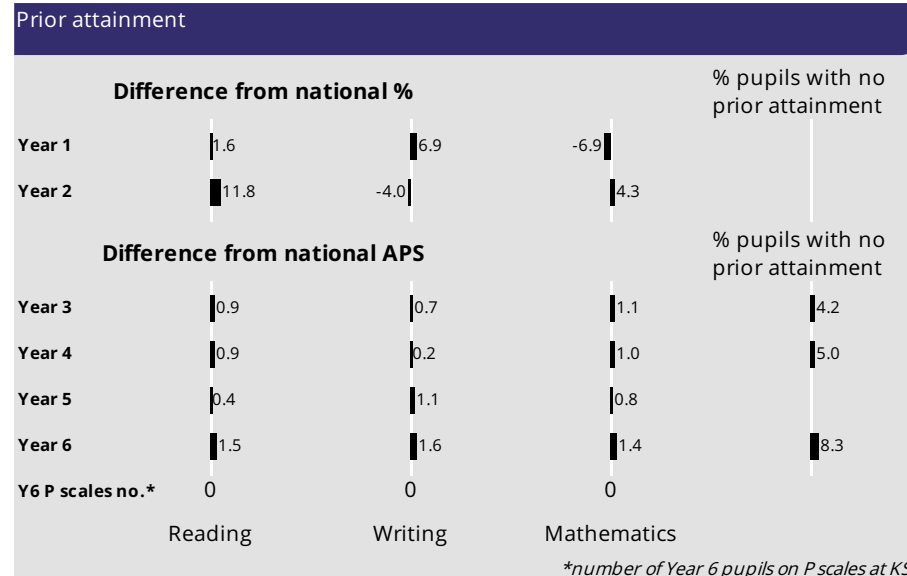 Prior attainment
Difference from national %
% pupils with no
prior attainment
Year 1 1.6 6.9 -6.9
Year 2 11.8 -4.0 4.3
Difference from national APS
% pupils with no
prior attainment
Year 3 0.9 0.7 1.1 4.2
Year 4 0.9 0.2 1.0 5.0
Year 5 0.4 1.1 0.8
Year 6 1.5 1.6 1.4 8.3
Y6 P scales no.* 0 0 0
Reading Writing Mathematics
*number of Year 6 pupils on P scales at KS